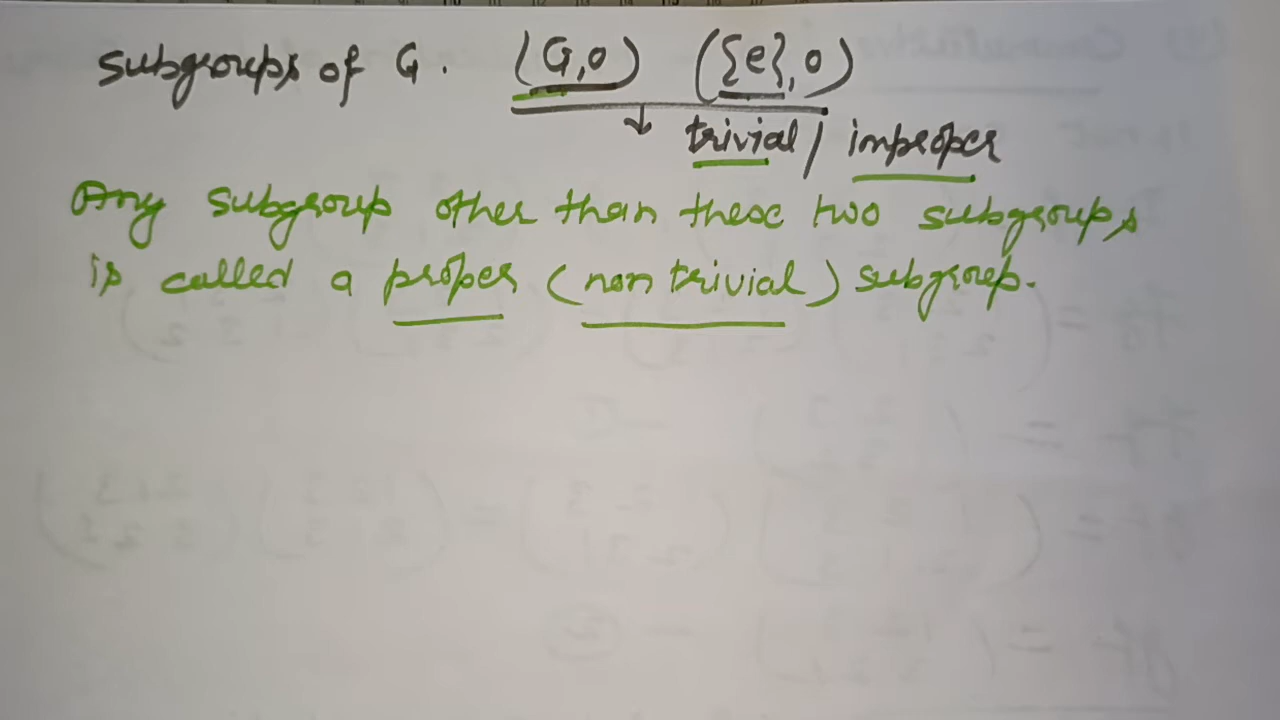 Subgroups of G. (G,o) ({e},o)
↓ trivial / improper
Any subgroup other than these two subgroups
is called a proper (non trivial) subgroup.